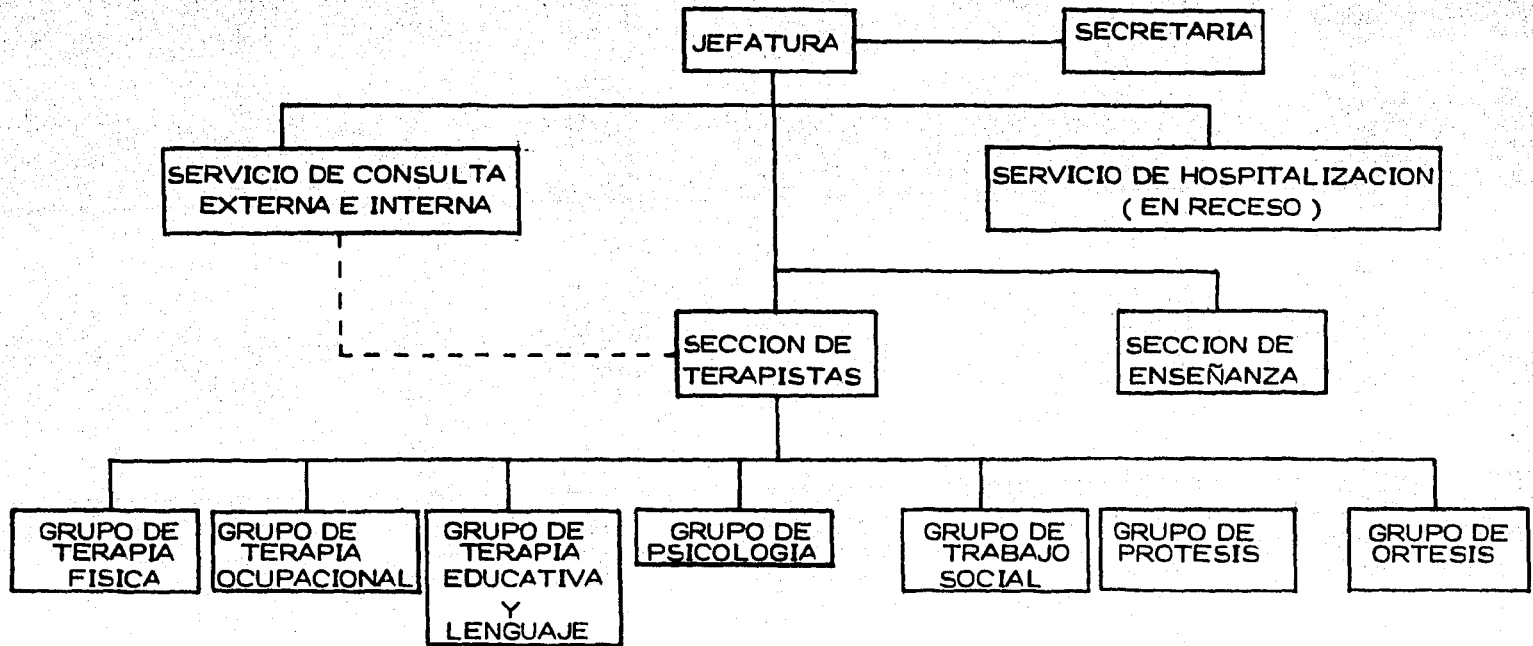 JEFATURA
SECRETARIA
SERVICIO DE CONSULTA
EXTERNA E INTERNA
SERVICIO DE HOSPITALIZACION
( EN RECESO )
SECCION DE
TERAPISTAS
SECCION DE
ENSEÑANZA
GRUPO DE
TERAPIA
FISICA
GRUPO DE
TERAPIA
OCUPACIONAL
GRUPO DE
TERAPIA
EDUCATIVA
Y
LENGUAJE
GRUPO DE
PSICOLOGIA
GRUPO DE
TRABAJO
SOCIAL
GRUPO DE
PROTESIS
GRUPO DE
ORTESIS